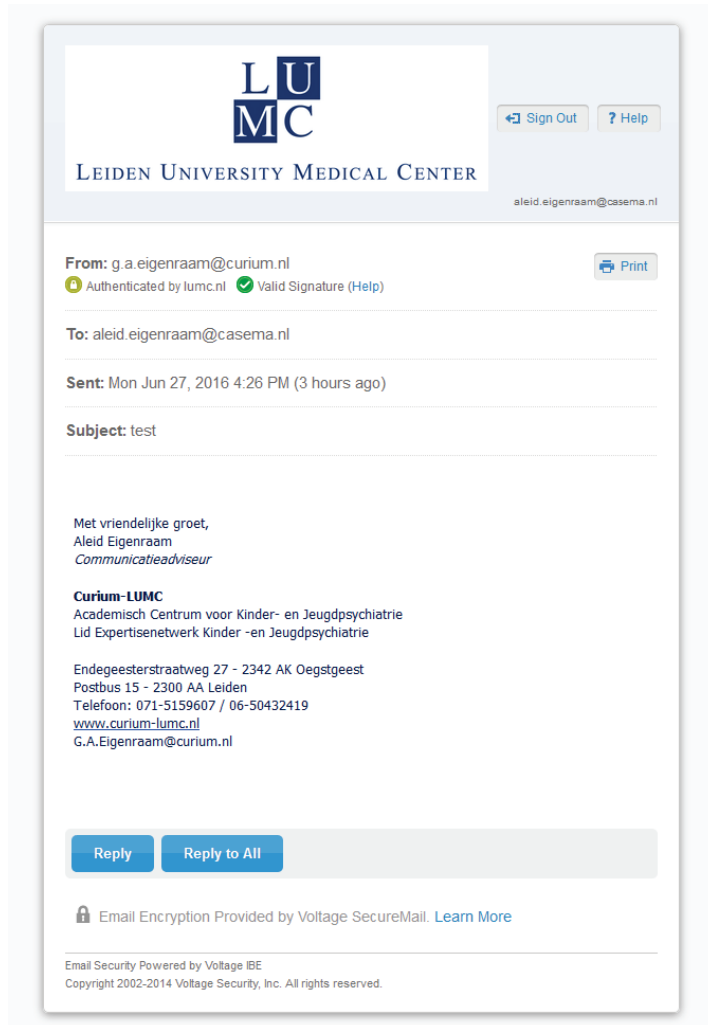 L U
M C
LEIDEN UNIVERSITY MEDICAL CENTER
Sign Out
? Help
aleid.eigenraam@casema.nl
From: g.a.eigenraam@curium.nl
Print
Authenticated by lumc.nl Valid Signature (Help)
To: aleid.eigenraam@casema.nl
Sent: Mon Jun 27, 2016 4:26 PM (3 hours ago)
Subject: test
Met vriendelijke groet,
Aleid Eigenraam
Communicatieadviseur
Curium-LUMC
Academisch Centrum voor Kinder- en Jeugdpsychiatrie
Lid Expertisenetwerk Kinder -en Jeugdpsychiatrie
Endegeesterstraatweg 27 - 2342 AK Oegstgeest
Postbus 15 - 2300 AA Leiden
Telefoon: 071-5159607 / 06-50432419
www.curium-lumc.nl
G.A.Eigenraam@curium.nl
Reply
Reply to All
Email Encryption Provided by Voltage SecureMail. Learn More
Email Security Powered by Voltage IBE
Copyright 2002-2014 Voltage Security, Inc. All rights reserved.